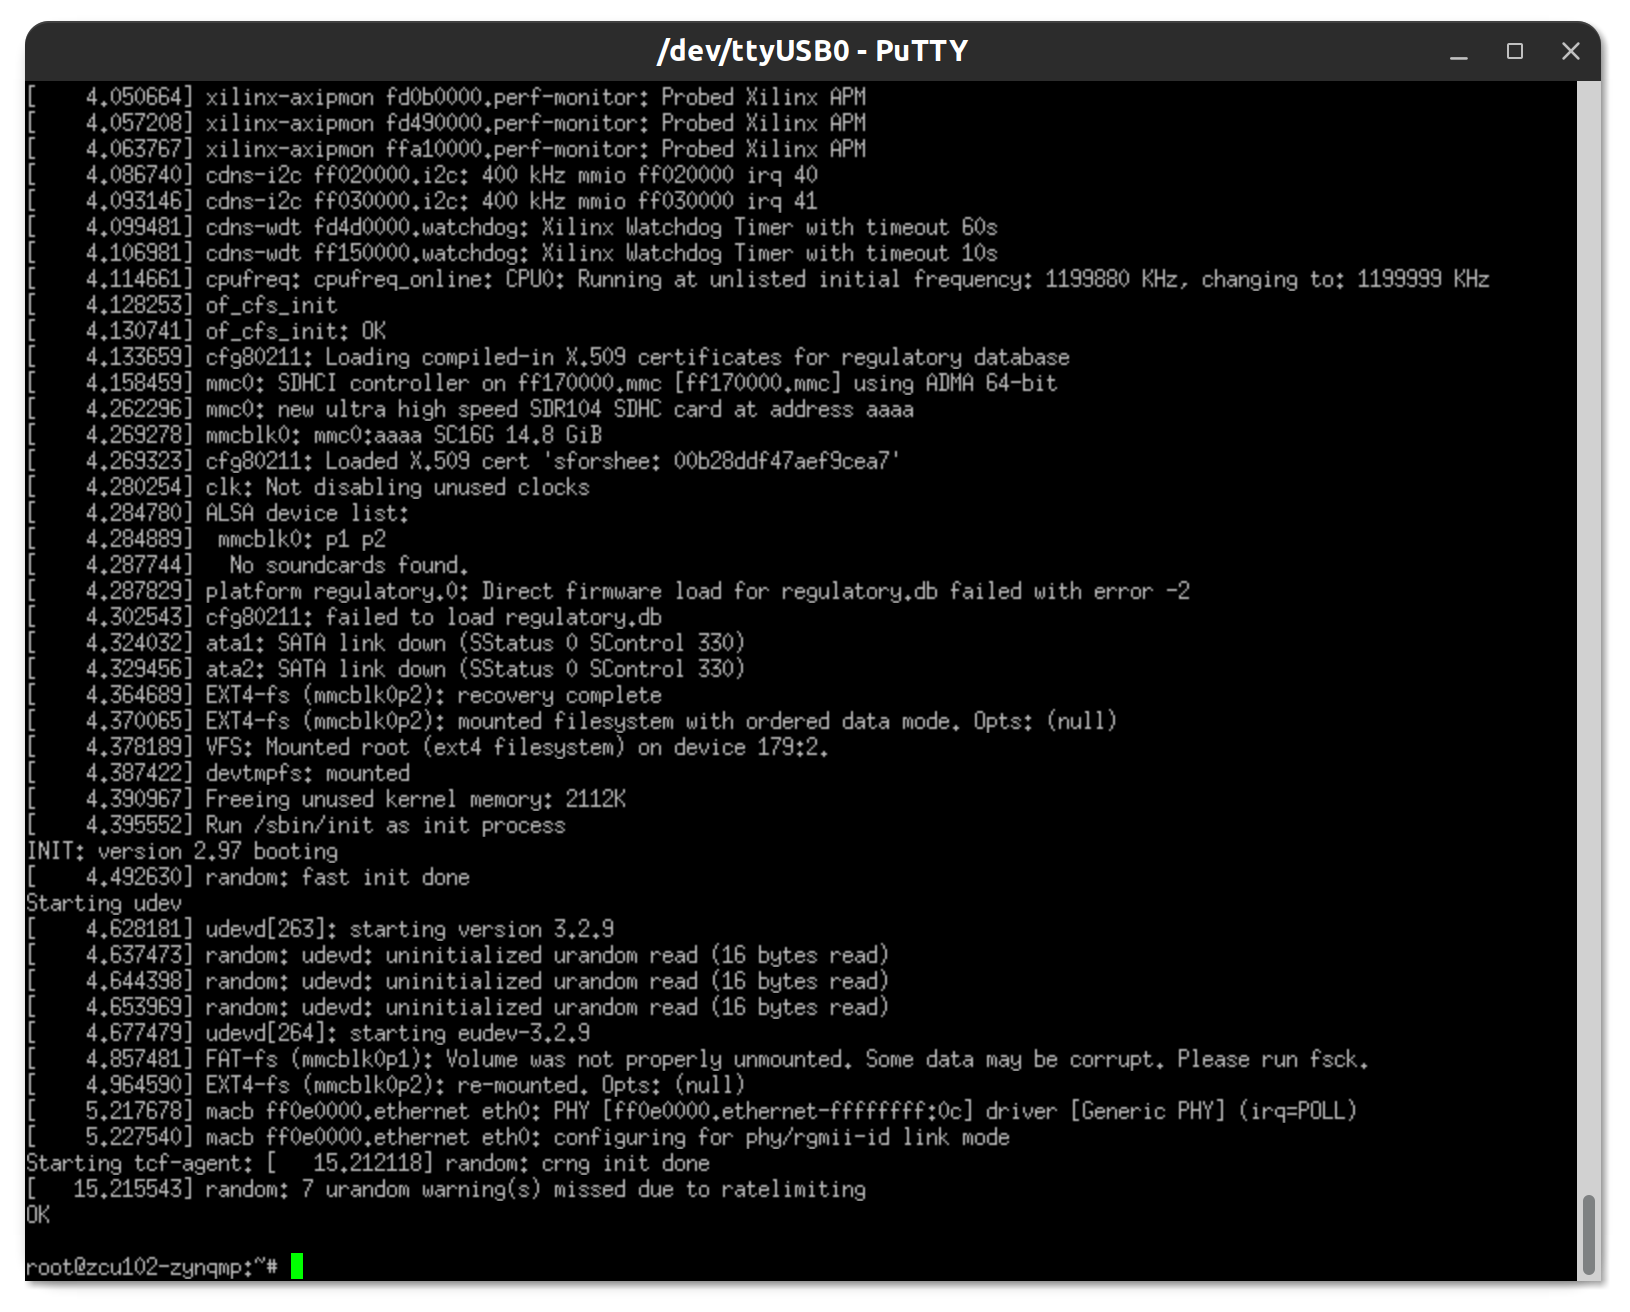 /dev/ttyUSB0 - PuTTY
[    4.050664] xilinx-axipmon fd0b0000.perf-monitor: Probed Xilinx APM
[    4.057208] xilinx-axipmon fd490000.perf-monitor: Probed Xilinx APM
[    4.063767] xilinx-axipmon ffa10000.perf-monitor: Probed Xilinx APM
[    4.086740] cdns-i2c ff020000.i2c: 400 kHz mmio ff020000 irq 40
[    4.093146] cdns-i2c ff030000.i2c: 400 kHz mmio ff030000 irq 41
[    4.099481] cdns-wdt fd4d0000.watchdog: Xilinx Watchdog Timer with timeout 60s
[    4.106981] cdns-wdt ff150000.watchdog: Xilinx Watchdog Timer with timeout 10s
[    4.114661] cpufreq: cpufreq_online: CPU0: Running at unlisted initial frequency: 1199880 KHz, changing to: 1199999 KHz
[    4.128253] of_cfs_init
[    4.130741] of_cfs_init: OK
[    4.133659] cfg80211: Loading compiled-in X.509 certificates for regulatory database
[    4.158459] mmc0: SDHCI controller on ff170000.mmc [ff170000.mmc] using ADMA 64-bit
[    4.262296] mmc0: new ultra high speed SDR104 SDHC card at address aaaa
[    4.269278] mmcblk0: mmc0:aaaa SC16G 14.8 GiB
[    4.269323] cfg80211: Loaded X.509 cert 'sforshee: 00b28ddf47aef9cea7'
[    4.280254] clk: Not disabling unused clocks
[    4.284780] ALSA device list:
[    4.284889]  mmcblk0: p1 p2
[    4.287744]   No soundcards found.
[    4.287829] platform regulatory.0: Direct firmware load for regulatory.db failed with error -2
[    4.302543] cfg80211: failed to load regulatory.db
[    4.324032] ata1: SATA link down (SStatus 0 SControl 330)
[    4.329456] ata2: SATA link down (SStatus 0 SControl 330)
[    4.364689] EXT4-fs (mmcblk0p2): recovery complete
[    4.370065] EXT4-fs (mmcblk0p2): mounted filesystem with ordered data mode. Opts: (null)
[    4.378189] VFS: Mounted root (ext4 filesystem) on device 179:2.
[    4.387422] devtmpfs: mounted
[    4.390967] Freeing unused kernel memory: 2112K
[    4.395552] Run /sbin/init as init process
INIT: version 2.97 booting
[    4.492630] random: fast init done
Starting udev
[    4.628181] udevd[263]: starting version 3.2.9
[    4.637473] random: udevd: uninitialized urandom read (16 bytes read)
[    4.644398] random: udevd: uninitialized urandom read (16 bytes read)
[    4.653969] random: udevd: uninitialized urandom read (16 bytes read)
[    4.677479] udevd[264]: starting eudev-3.2.9
[    4.857481] FAT-fs (mmcblk0p1): Volume was not properly unmounted. Some data may be corrupt. Please run fsck.
[    4.964590] EXT4-fs (mmcblk0p2): re-mounted. Opts: (null)
[    5.217678] macb ff0e0000.ethernet eth0: PHY [ff0e0000.ethernet-ffffffff:0c] driver [Generic PHY] (irq=POLL)
[    5.227540] macb ff0e0000.ethernet eth0: configuring for phy/rgmii-id link mode
Starting tcf-agent: [   15.212118] random: crng init done
[   15.215543] random: 7 urandom warning(s) missed due to ratelimiting
OK
root@zcu102-zynqmp:~#